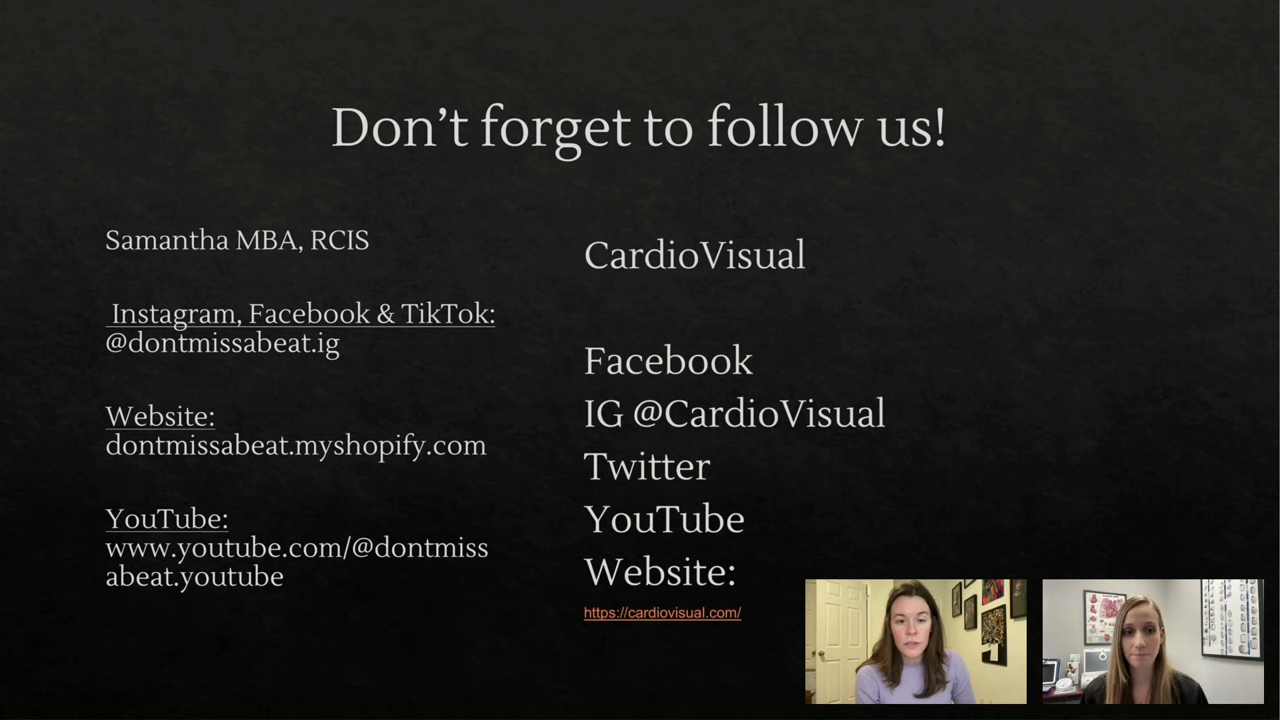 Don't forget to follow us!
Samantha MBA, RCIS
Instagram, Facebook & TikTok:
@dontmissabeat.ig
Website:
dontmissabeat.myshopify.com
YouTube:
www.youtube.com/@dontmiss
abeat.youtube
CardioVisual
Facebook
IG @CardioVisual
Twitter
YouTube
Website:
https://cardiovisual.com/